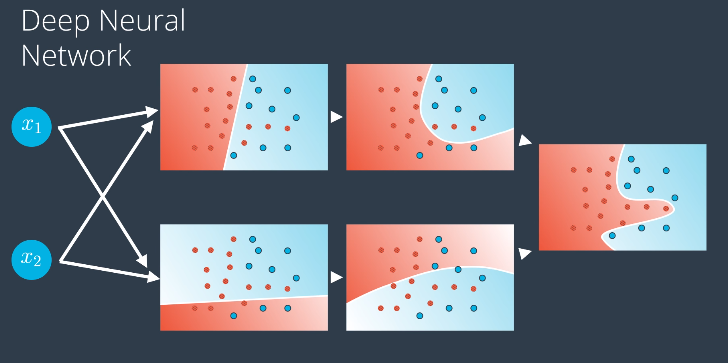 Deep Neural
Network
x₁
x₂